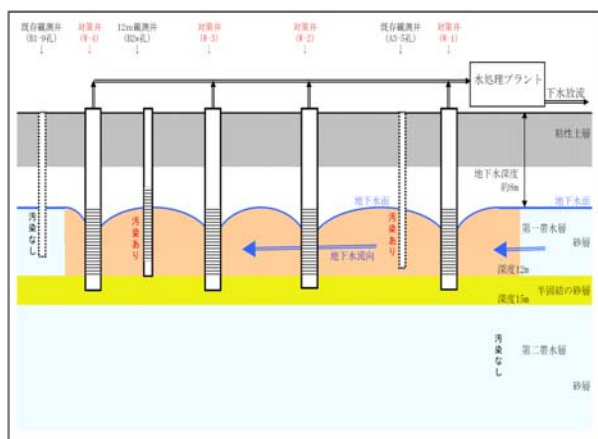 既存観測井
(B1-9孔)
対策井
(W-4)
12m観測井
(B2w孔)
対策井
(W-3)
対策井
(W-2)
既存観測井
(A3-5孔)
対策井
(W-1)
水処理プラント
下水放流
粘性土層
地下水深度
約8m
地下水面
地下水面
汚染なし
汚染あり
汚染あり
第一帯水層
砂層
地下水流向
深度12m
半固結の砂層
深度15m
汚染なし
第二帯水層
砂層